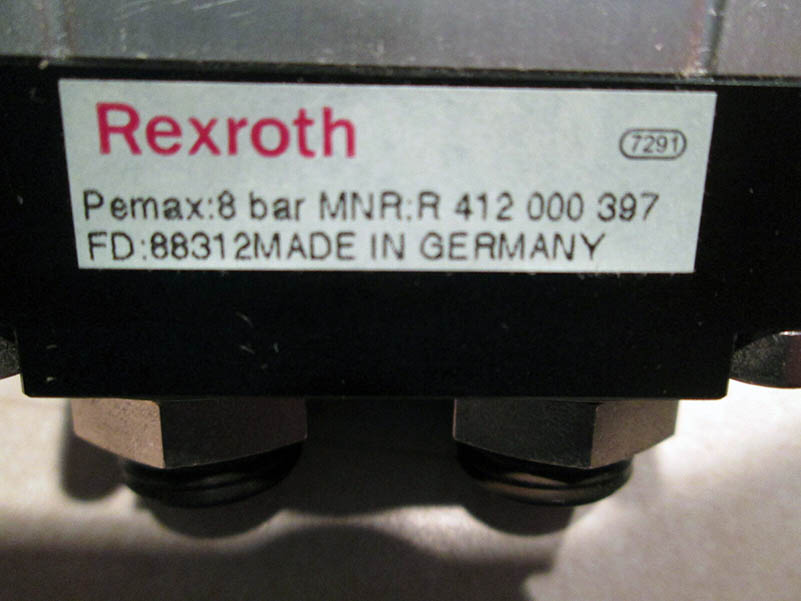 Rexroth
7291
Pemax:8 bar MNR:R 412 000 397
FD:88312MADE IN GERMANY